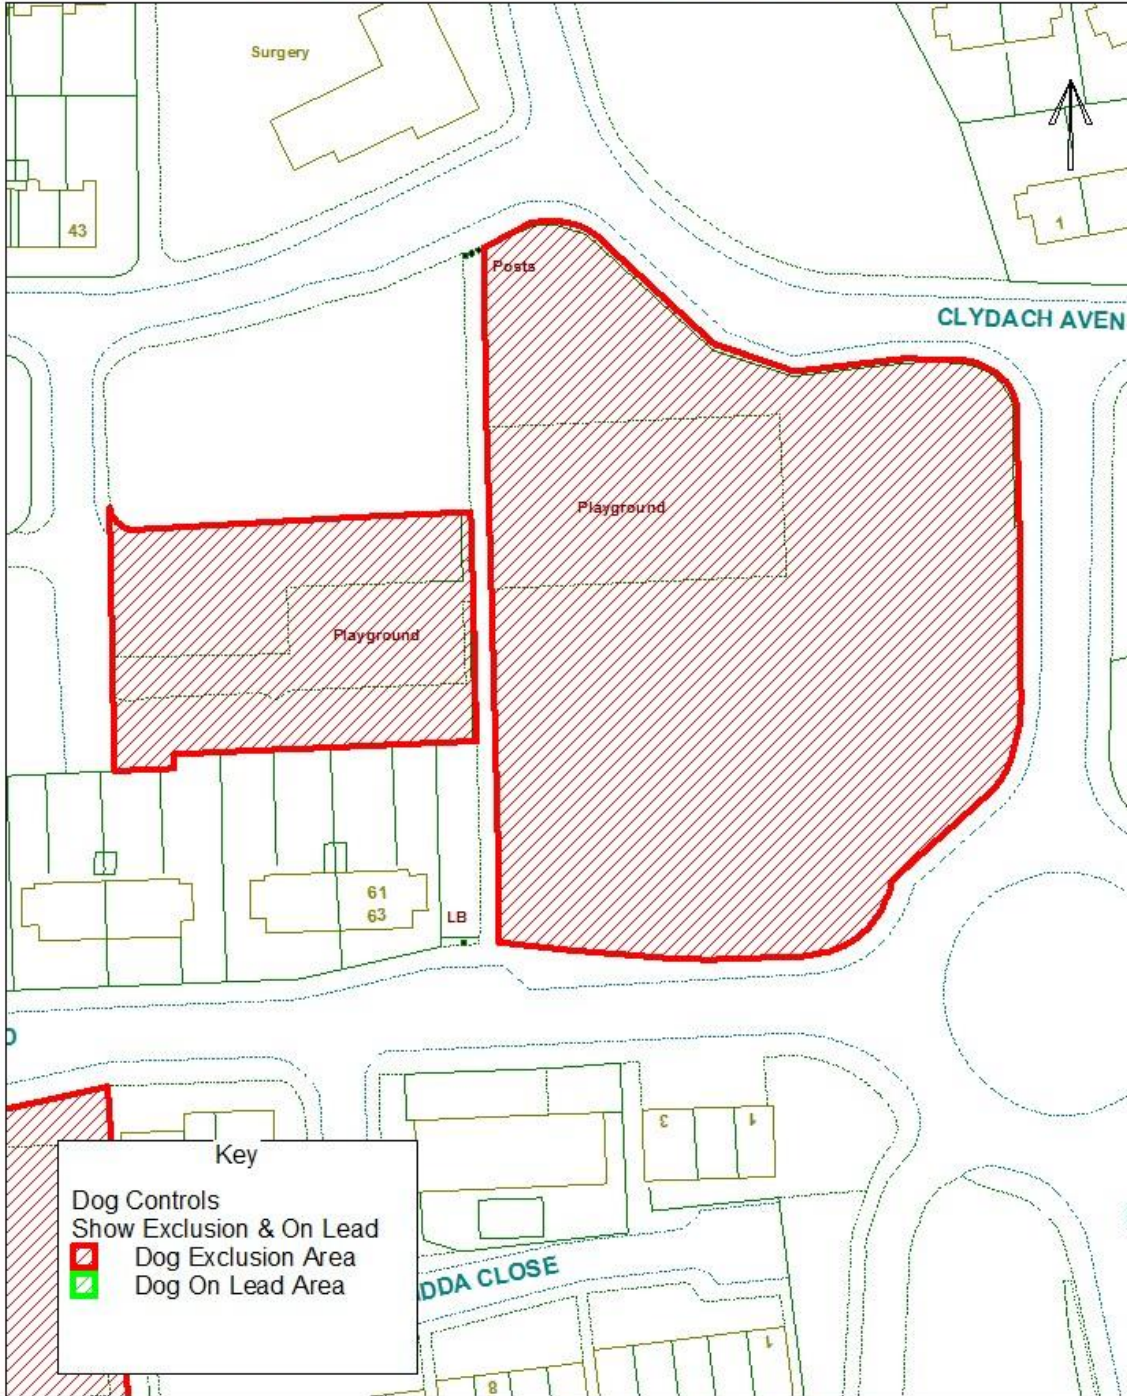 Surgery
43
1
Posts
CLYDACH AVEN
Playground
Playground
61
63
LB
3
1
Key
Dog Controls
Show Exclusion & On Lead
Dog Exclusion Area
Dog On Lead Area
DDA CLOSE
1
8